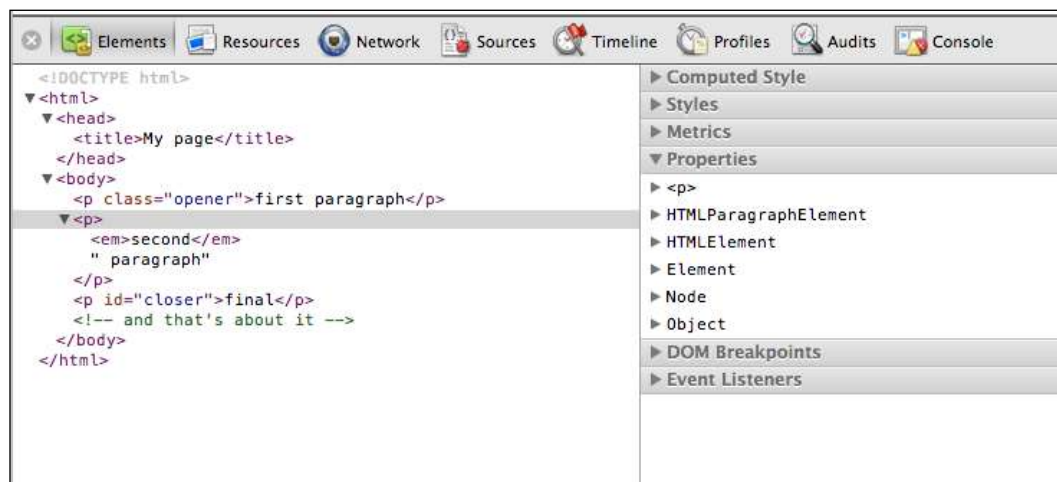 Elements Resources Network Sources Timeline Profiles Audits Console
<!DOCTYPE html>
▼<html>
▼<head>
<title>My page</title>
</head>
▼<body>
<p class="opener">first paragraph</p>
▼<p>
<em>second</em>
" paragraph"
</p>
<p id="closer">final</p>
<!-- and that's about it -->
</body>
</html>
▶Computed Style
▶Styles
▶Metrics
▼Properties
▶<p>
▶HTMLParagraphElement
▶HTMLElement
▶Element
▶Node
▶Object
▶DOM Breakpoints
▶Event Listeners